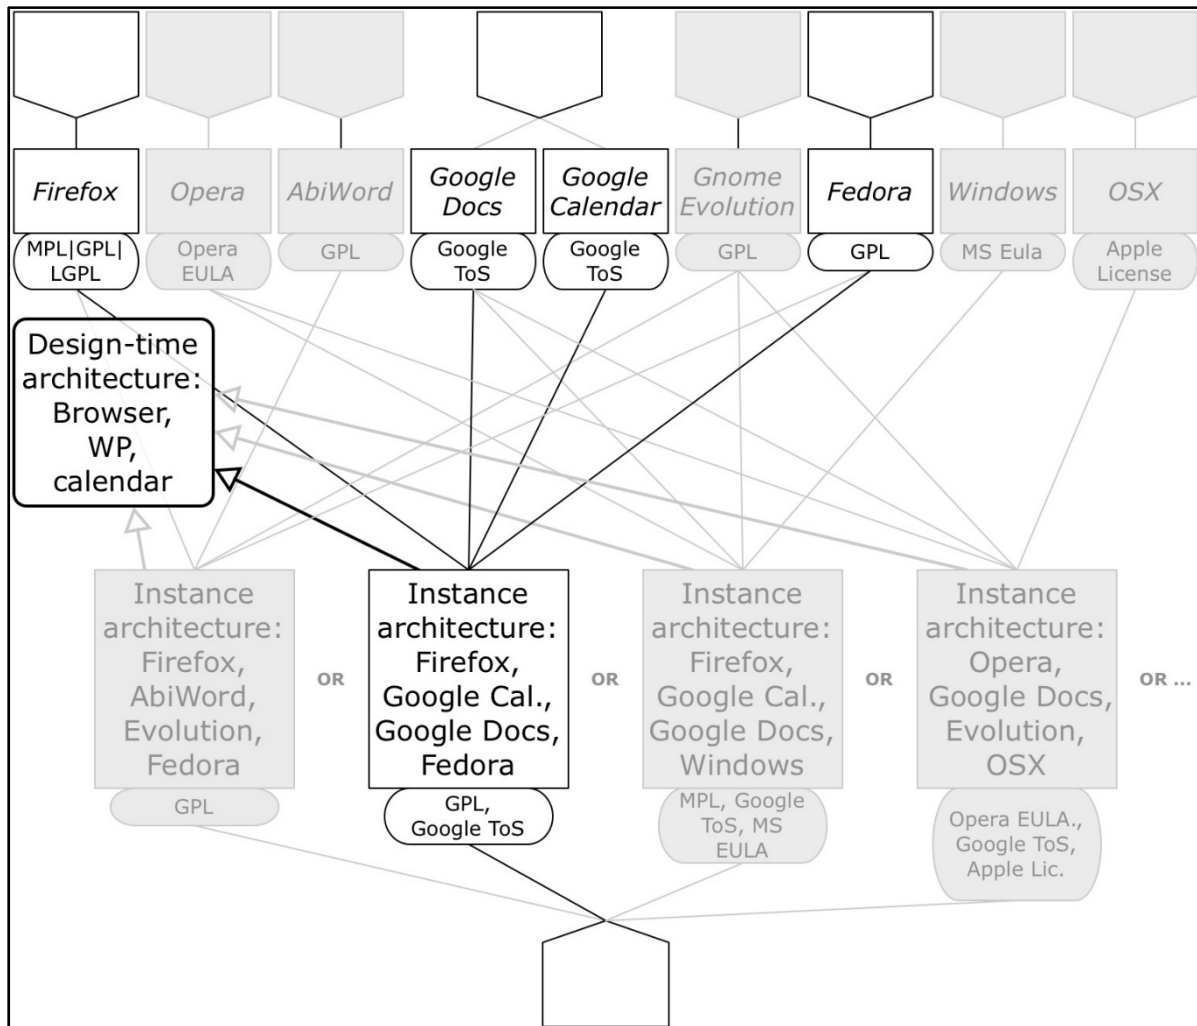 Firefox
Opera
AbiWord
Google
Docs
Google
Calendar
Gnome
Evolution
Fedora
Windows
OSX
MPL|GPL|
LGPL
Opera
EULA
GPL
Google
ToS
Google
ToS
GPL
GPL
MS Eula
Apple
License
Design-time
architecture:
Browser,
WP,
calendar
Instance
architecture:
Firefox,
AbiWord,
Evolution,
Fedora
OR
Instance
architecture:
Firefox,
Google Cal.,
Google Docs,
Fedora
OR
Instance
architecture:
Firefox,
Google Cal.,
Google Docs,
Windows
OR
Instance
architecture:
Opera,
Google Docs,
Evolution,
OSX
OR ...
GPL
GPL,
Google ToS
MPL, Google
ToS, MS
EULA
Opera EULA.,
Google ToS,
Apple Lic.